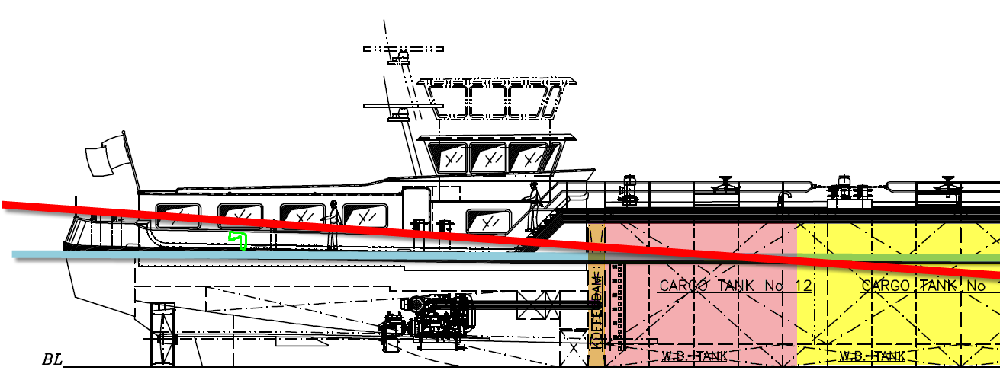 KOFFERDAM
CARGO TANK No 12
CARGO TANK No
W.B. TANK
W.B. TANK
BL